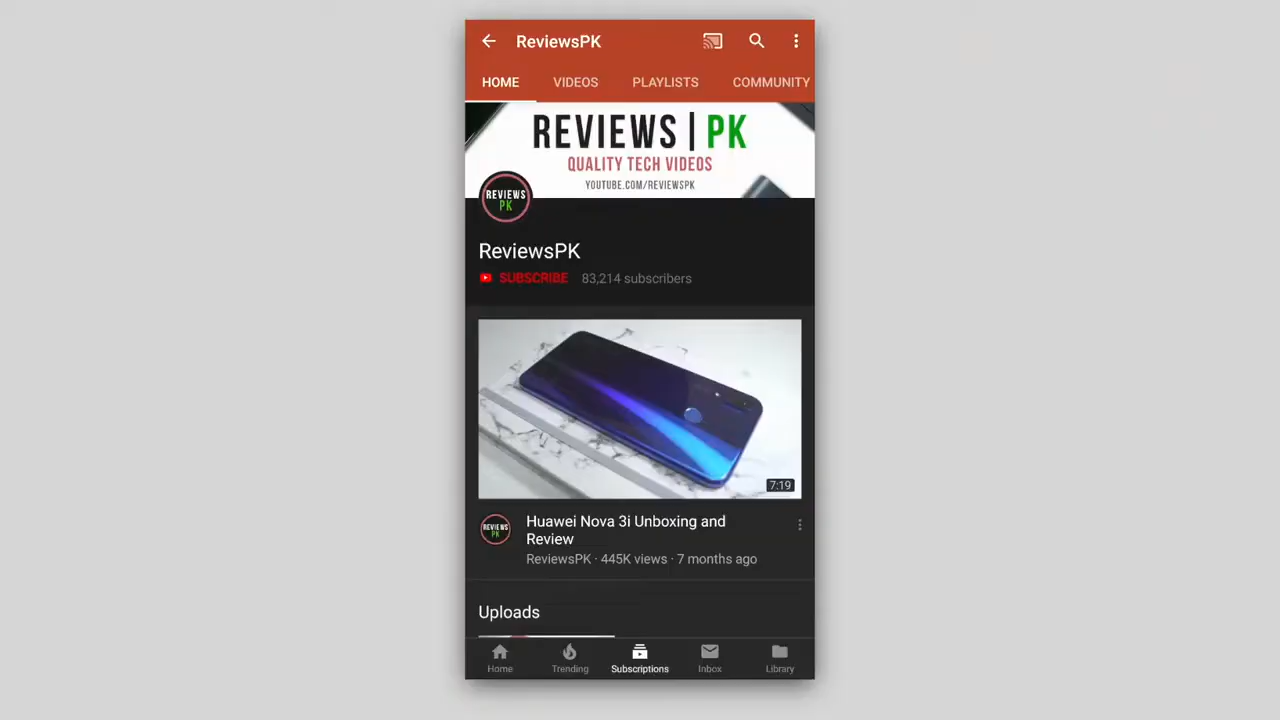 ReviewsPK
HOME VIDEOS PLAYLISTS COMMUNITY
REVIEWS | PK
QUALITY TECH VIDEOS
YOUTUBE.COM/REVIEWSPK
REVIEWS
PK
ReviewsPK
SUBSCRIBE 83,214 subscribers
7:19
REVIEWS
PK
Huawei Nova 3i Unboxing and
Review
ReviewsPK · 445K views · 7 months ago
Uploads
Home Trending Subscriptions Inbox Library